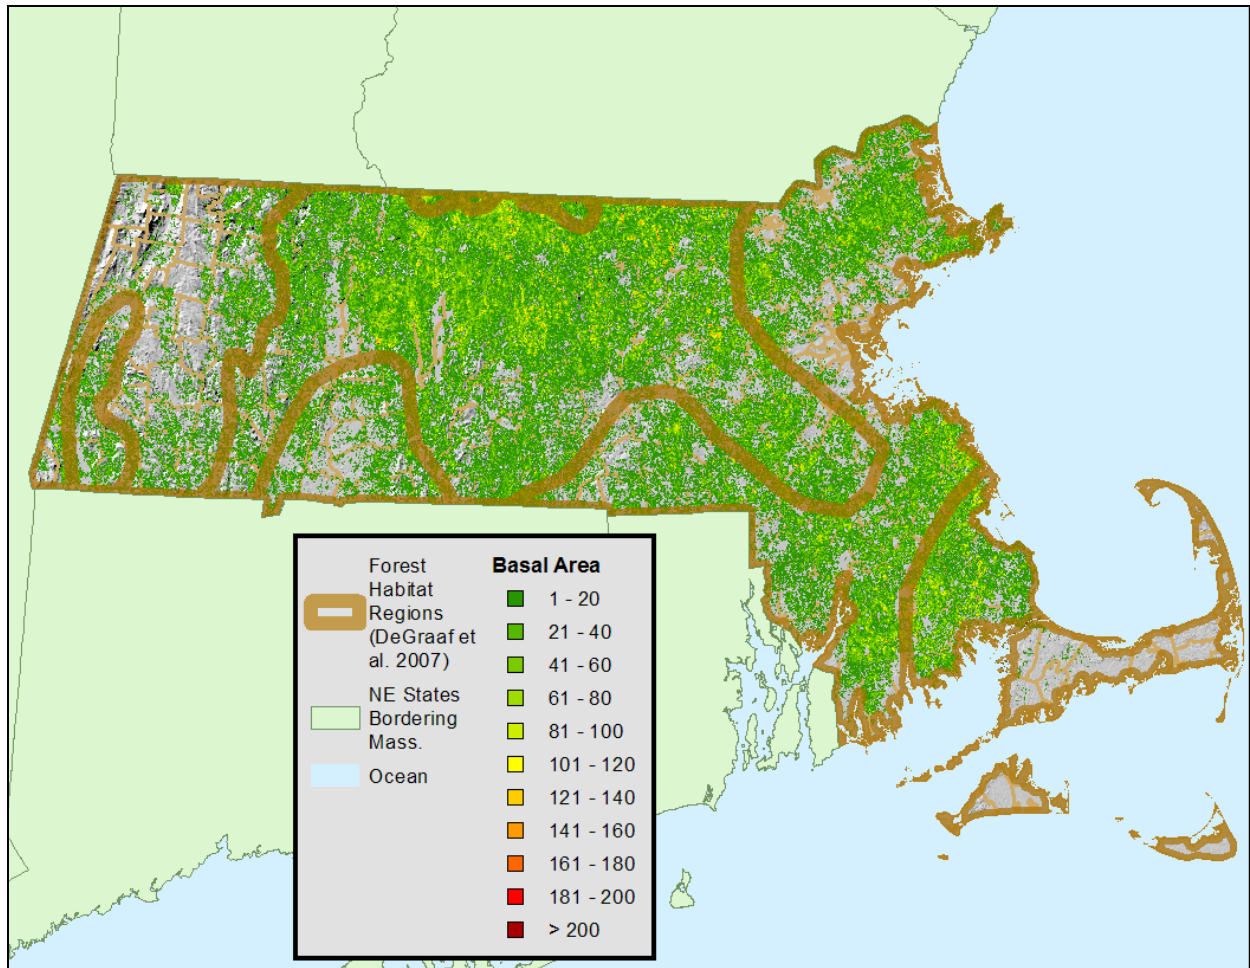 Forest
Habitat
Regions
(DeGraaf et
al. 2007)
NE States
Bordering
Mass.
Ocean
Basal Area
1 - 20
21 - 40
41 - 60
61 - 80
81 - 100
101 - 120
121 - 140
141 - 160
161 - 180
181 - 200
> 200